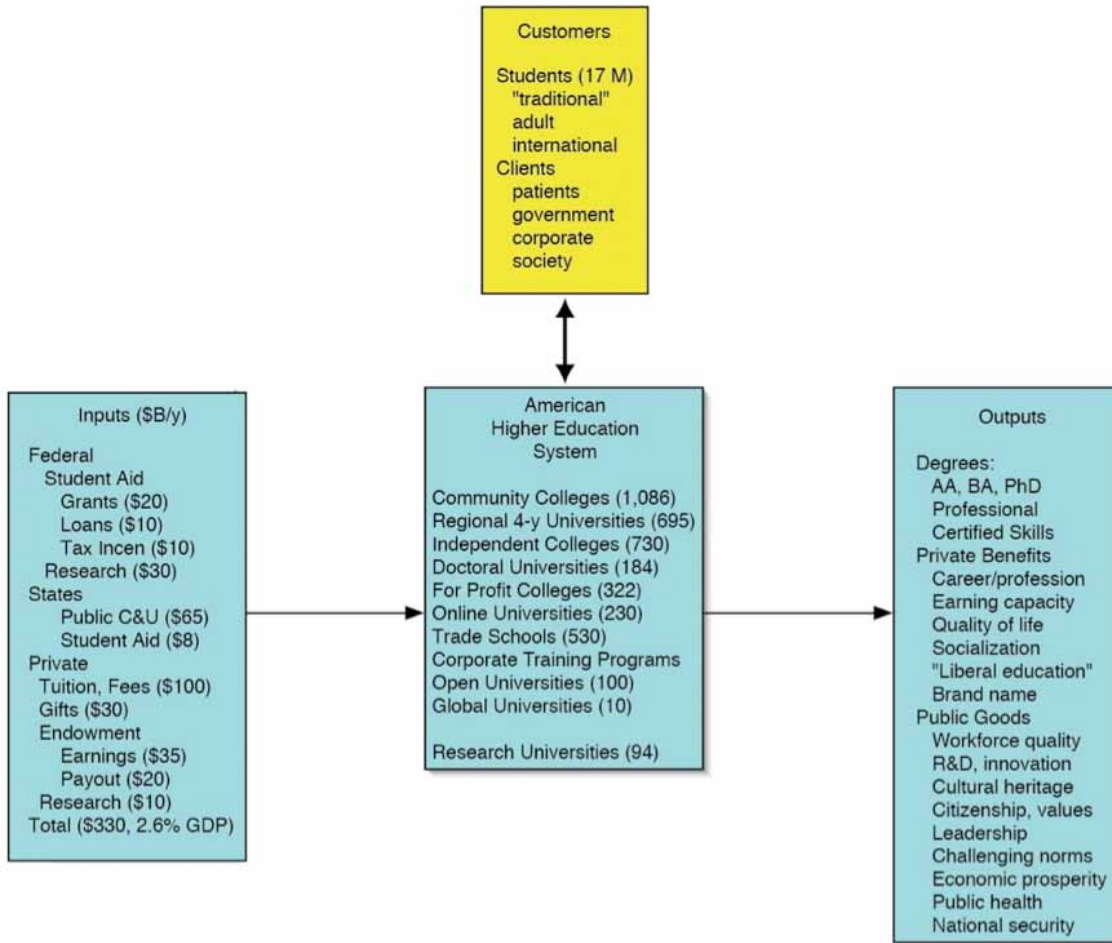 Customers
Students (17 M)
"traditional"
adult
international
Clients
patients
government
corporate
society
Inputs ($B/y)
Federal
Student Aid
Grants ($20)
Loans ($10)
Tax Incen ($10)
Research ($30)
States
Public C&U ($65)
Student Aid ($8)
Private
Tuition, Fees ($100)
Gifts ($30)
Endowment
Earnings ($35)
Payout ($20)
Research ($10)
Total ($330, 2.6% GDP)
American
Higher Education
System
Community Colleges (1,086)
Regional 4-y Universities (695)
Independent Colleges (730)
Doctoral Universities (184)
For Profit Colleges (322)
Online Universities (230)
Trade Schools (530)
Corporate Training Programs
Open Universities (100)
Global Universities (10)
Research Universities (94)
Outputs
Degrees:
AA, BA, PhD
Professional
Certified Skills
Private Benefits
Career/profession
Earning capacity
Quality of life
Socialization
"Liberal education"
Brand name
Public Goods
Workforce quality
R&D, innovation
Cultural heritage
Citizenship, values
Leadership
Challenging norms
Economic prosperity
Public health
National security